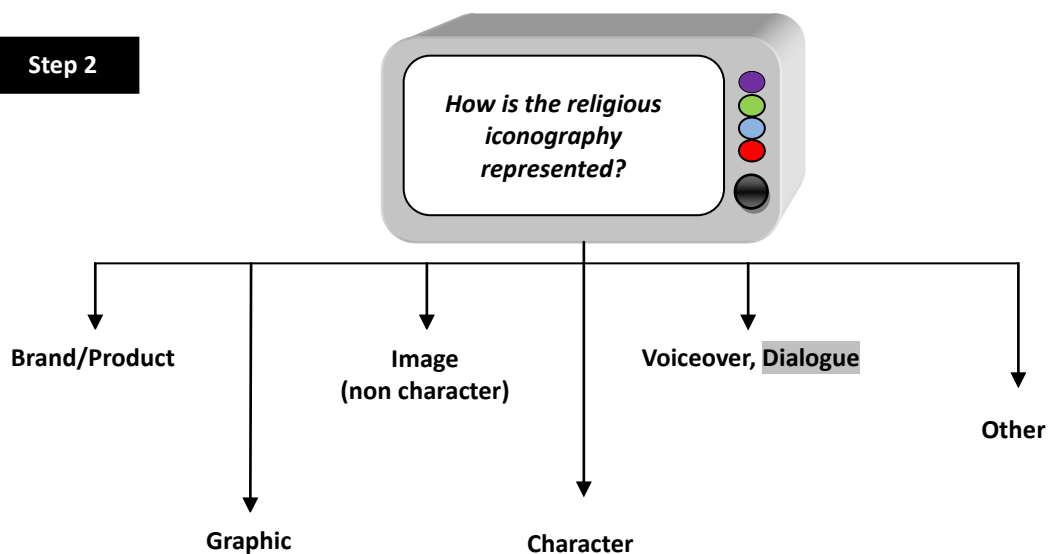 Step 2
How is the religious
iconography
represented?
Brand/Product
Image
(non character)
Voiceover, Dialogue
Other
Graphic
Character